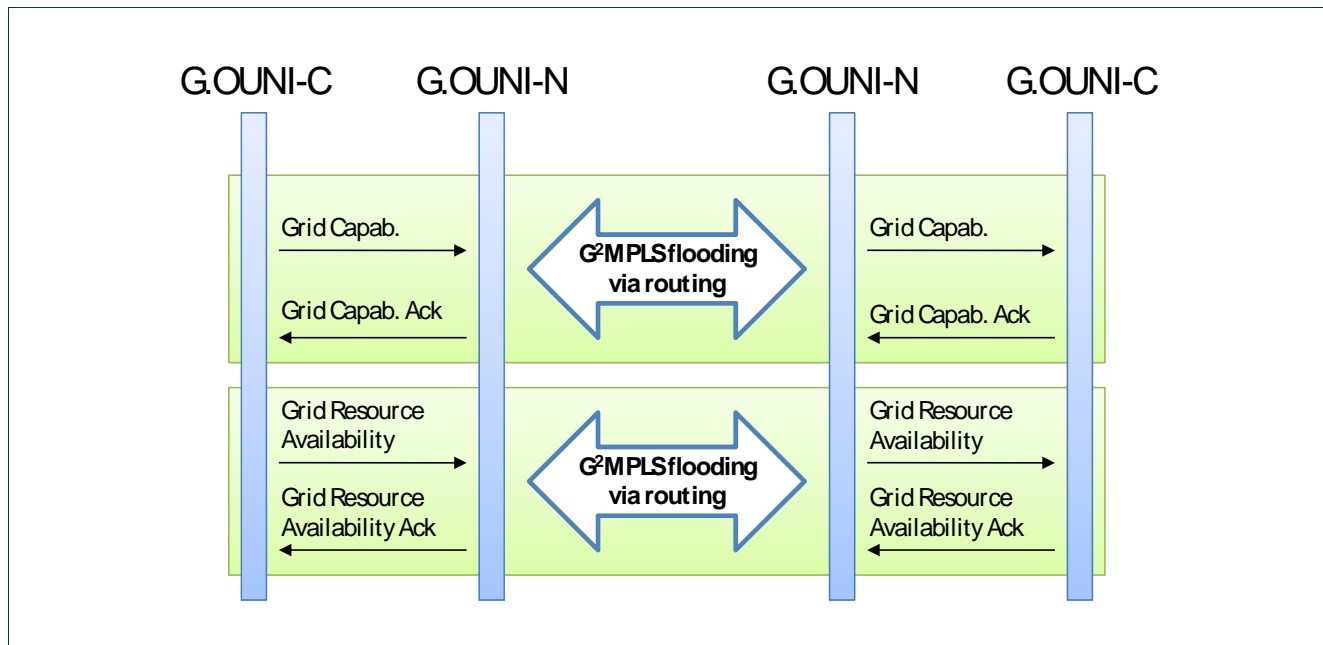 G.OUNI-C G.OUNI-N G.OUNI-N G.OUNI-C
Grid Capab.
G²MPLS flooding
via routing
Grid Capab.
Grid Capab. Ack
Grid Capab. Ack
Grid Resource
Availability
G²MPLS flooding
via routing
Grid Resource
Availability
Grid Resource
Availability Ack
Grid Resource
Availability Ack